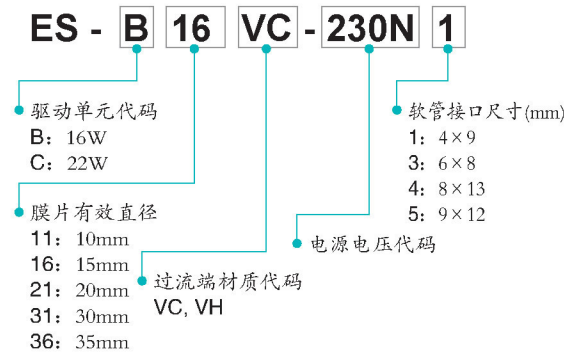 ES - B 16 VC - 230N 1
驱动单元代码
B: 16W
C: 22W
膜片有效直径
11: 10mm
16: 15mm
21: 20mm
31: 30mm
36: 35mm
过流端材质代码
VC, VH
电源电压代码
软管接口尺寸(mm)
1: 4×9
3: 6×8
4: 8×13
5: 9×12